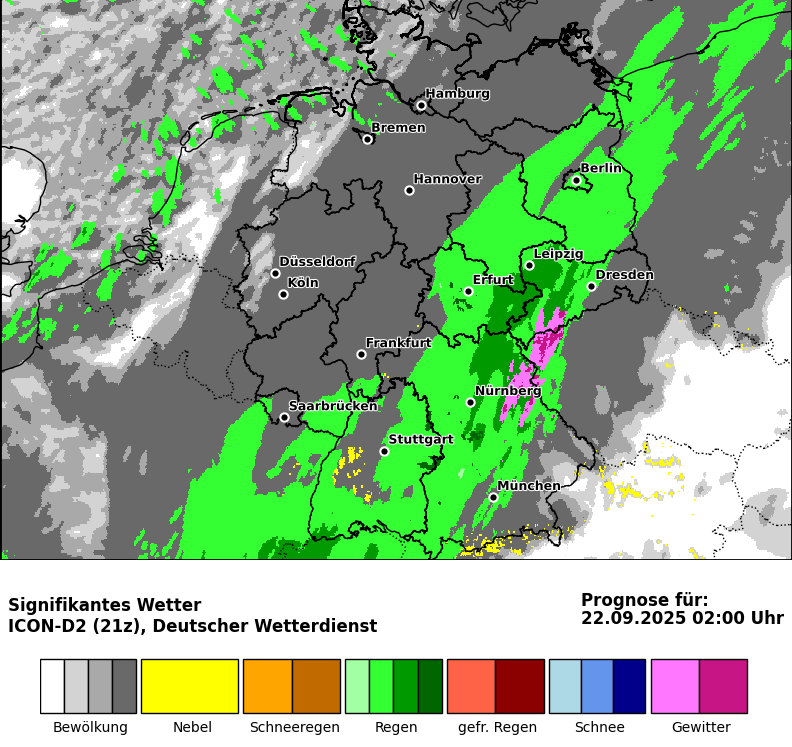 Hamburg
Bremen
Hannover
Berlin
Leipzig
Düsseldorf
Dresden
Erfurt
Köln
Frankfurt
Nürnberg
Saarbrücken
Stuttgart
München
Signifikantes Wetter
ICON-D2 (21z), Deutscher Wetterdienst
Prognose für:
22.09.2025 02:00 Uhr
Bewölkung
Nebel
Schneeregen
Regen
gefr. Regen
Schnee
Gewitter